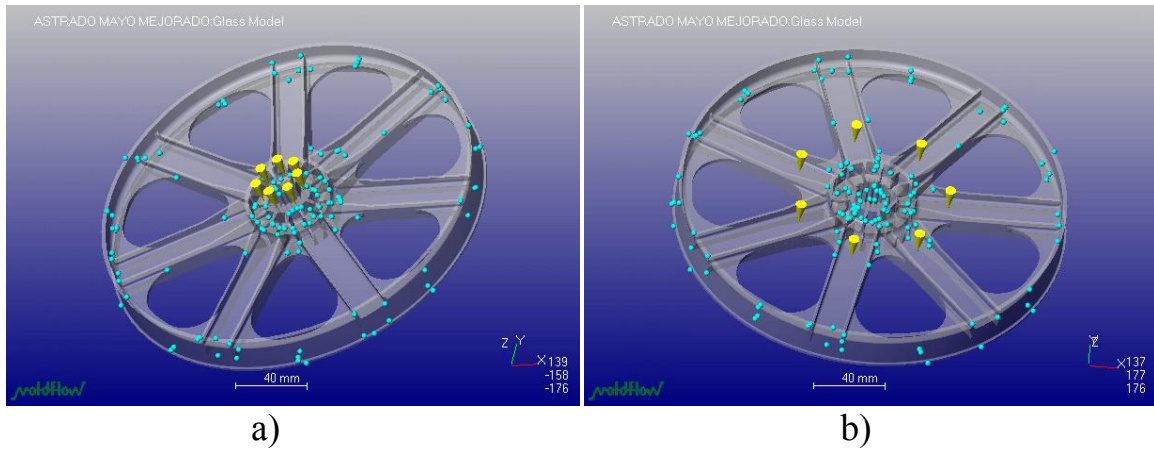 ASTRADO MAYO MEJORADO:Glass Model
Z Y
X 139
-158
-176
40 mm
moldflow
a)
ASTRADO MAYO MEJORADO:Glass Model
X 137
177
176
40 mm
moldflow
b)